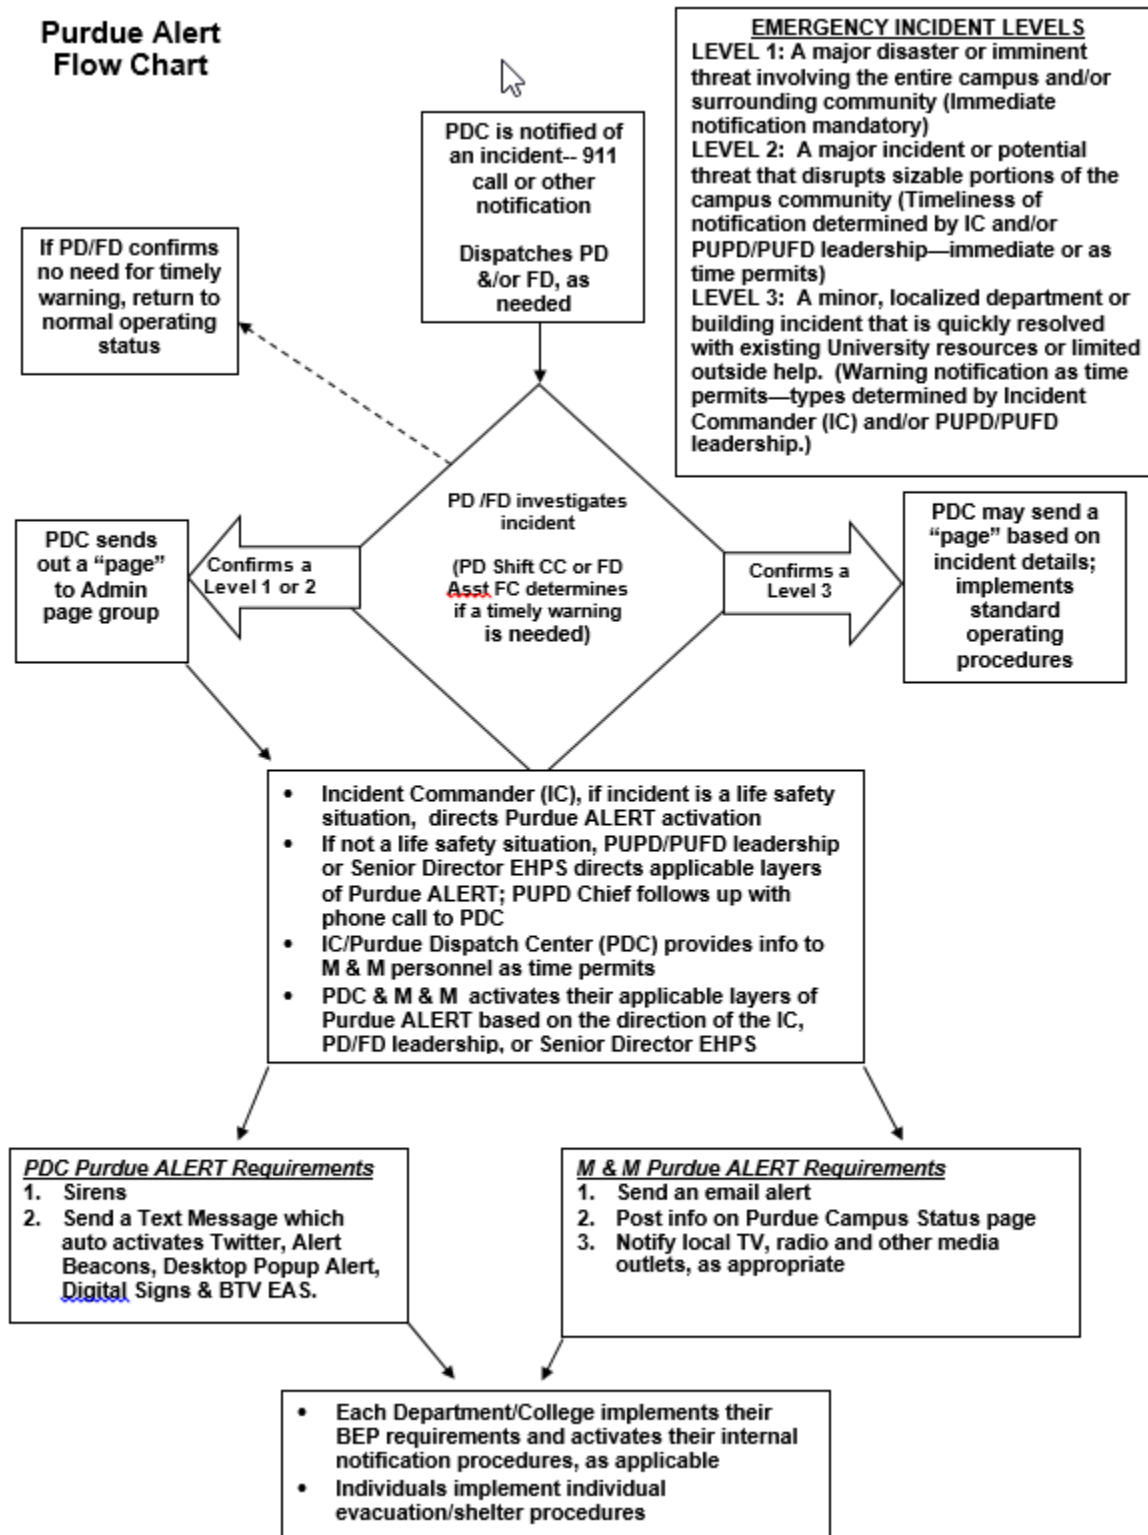 Purdue Alert
Flow Chart
EMERGENCY INCIDENT LEVELS
LEVEL 1: A major disaster or imminent
threat involving the entire campus and/or
surrounding community (Immediate
notification mandatory)
LEVEL 2:  A major incident or potential
threat that disrupts sizable portions of the
campus community (Timeliness of
notification determined by IC and/or
PUPD/PUFD leadership—immediate or as
time permits)
LEVEL 3:  A minor, localized department or
building incident that is quickly resolved
with existing University resources or limited
outside help.  (Warning notification as time
permits—types determined by Incident
Commander (IC) and/or PUPD/PUFD
leadership.)
PDC is notified of
an incident-- 911
call or other
notification
Dispatches PD
&/or FD, as
needed
If PD/FD confirms
no need for timely
warning, return to
normal operating
status
PD /FD investigates
incident
(PD Shift CC or FD
Asst FC determines
if a timely warning
is needed)
Confirms a
Level 1 or 2
PDC sends
out a “page”
to Admin
page group
Confirms a
Level 3
PDC may send a
“page” based on
incident details;
implements
standard
operating
procedures
• Incident Commander (IC), if incident is a life safety
situation,  directs Purdue ALERT activation
• If not a life safety situation, PUPD/PUFD leadership
or Senior Director EHPS directs applicable layers
of Purdue ALERT; PUPD Chief follows up with
phone call to PDC
• IC/Purdue Dispatch Center (PDC) provides info to
M & M personnel as time permits
• PDC & M & M  activates their applicable layers of
Purdue ALERT based on the direction of the IC,
PD/FD leadership, or Senior Director EHPS
PDC Purdue ALERT Requirements
1. Sirens
2. Send a Text Message which
auto activates Twitter, Alert
Beacons, Desktop Popup Alert,
Digital Signs & BTV EAS.
M & M Purdue ALERT Requirements
1. Send an email alert
2. Post info on Purdue Campus Status page
3. Notify local TV, radio and other media
outlets, as appropriate
• Each Department/College implements their
BEP requirements and activates their internal
notification procedures, as applicable
• Individuals implement individual
evacuation/shelter procedures